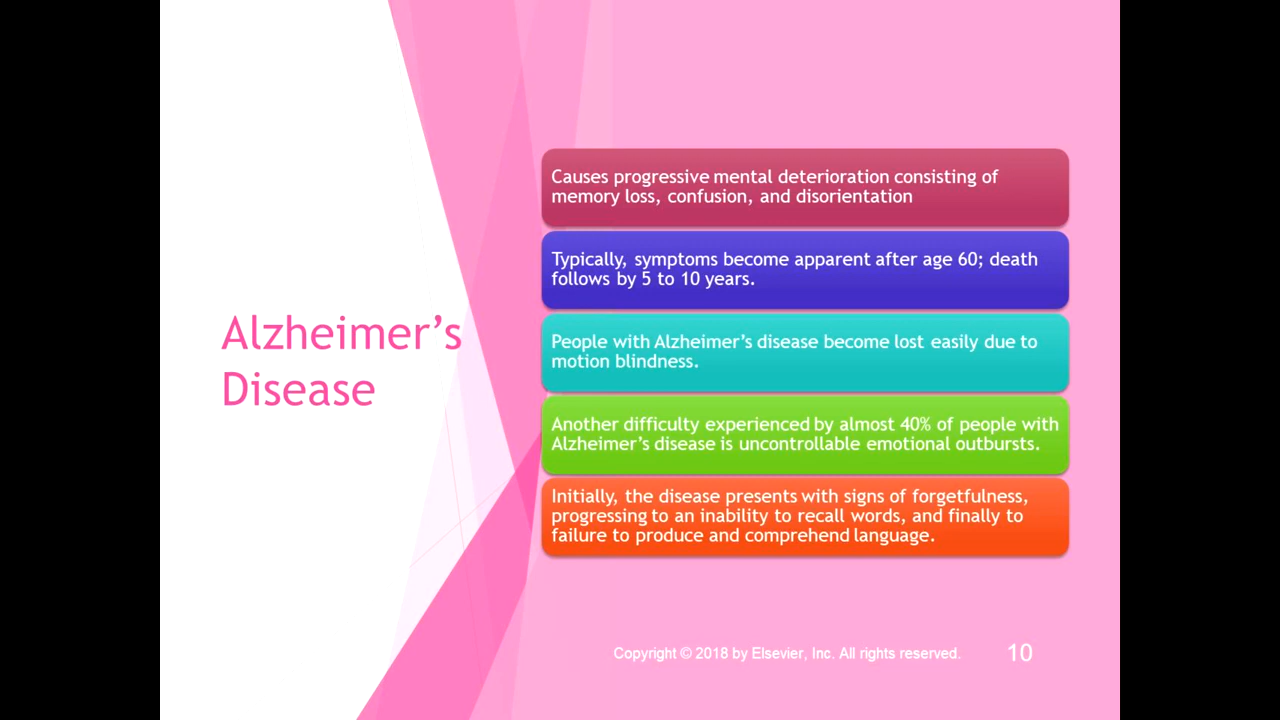 Alzheimer’s
Disease
Causes progressive mental deterioration consisting of
memory loss, confusion, and disorientation
Typically, symptoms become apparent after age 60; death
follows by 5 to 10 years.
People with Alzheimer’s disease become lost easily due to
motion blindness.
Another difficulty experienced by almost 40% of people with
Alzheimer’s disease is uncontrollable emotional outbursts.
Initially, the disease presents with signs of forgetfulness,
progressing to an inability to recall words, and finally to
failure to produce and comprehend language.
Copyright © 2018 by Elsevier, Inc. All rights reserved.
10